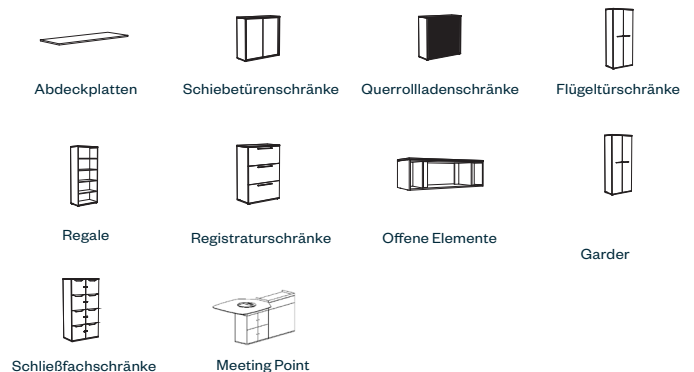 Abdeckplatten
Schiebetürenschränke
Querrollladenschränke
Flügeltürschränke
Regale
Registraturschränke
Offene Elemente
Garder
Schließfachschränke
Meeting Point